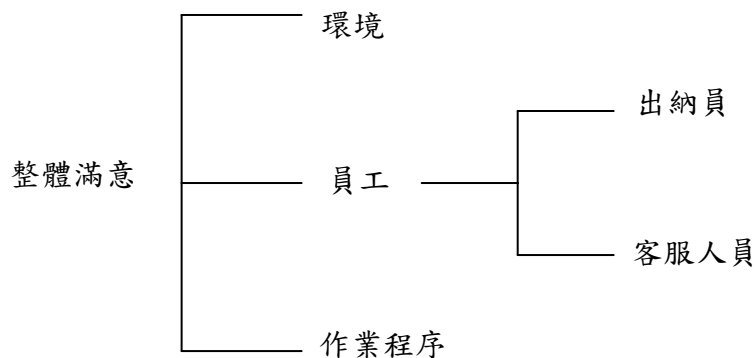 環境
出納員
整體滿意
員工
客服人員
作業程序